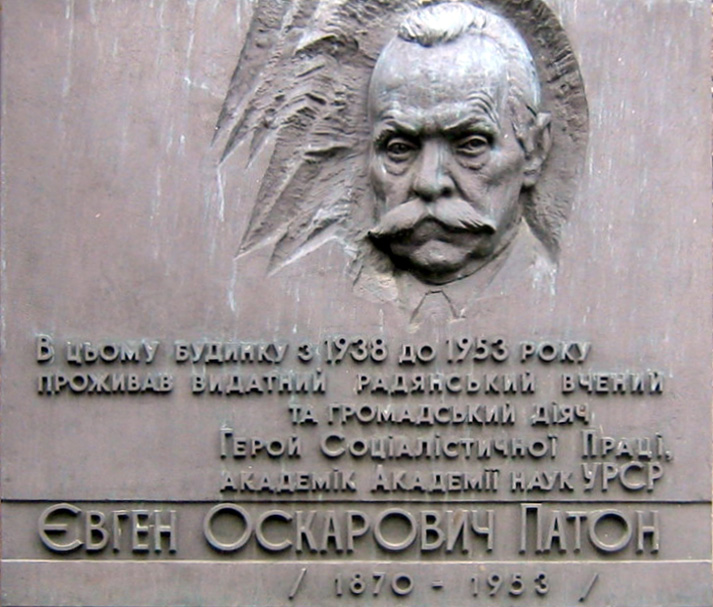 В цьому будинку з 1938 до 1953 року
проживав видатний радянський вчений
та громадський діяч
Герой Соціалістичної Праці,
академік Академії наук УРСР
ЄВГЕН ОСКАРОВИЧ ПАТОН
/ 1870 - 1953 /